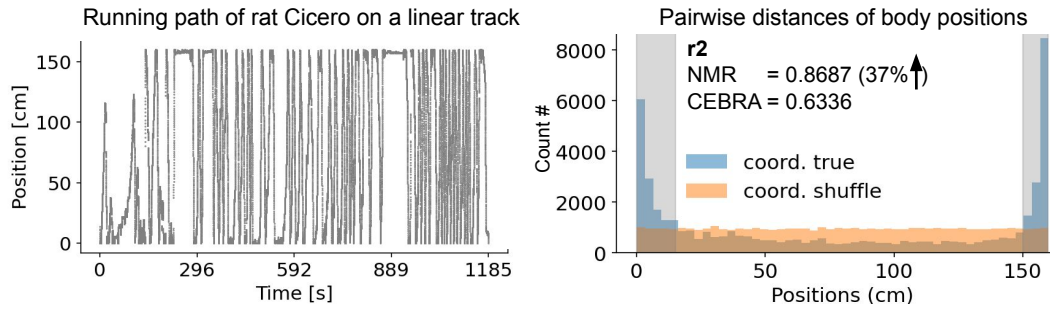 Running path of rat Cicero on a linear track
Position [cm]
150
100
50
0
0 296 592 889 1185
Time [s]
Pairwise distances of body positions
Count #
8000
6000
4000
2000
0
r2
NMR = 0.8687 (37%↑)
CEBRA = 0.6336
coord. true
coord. shuffle
0 50 100 150
Positions (cm)